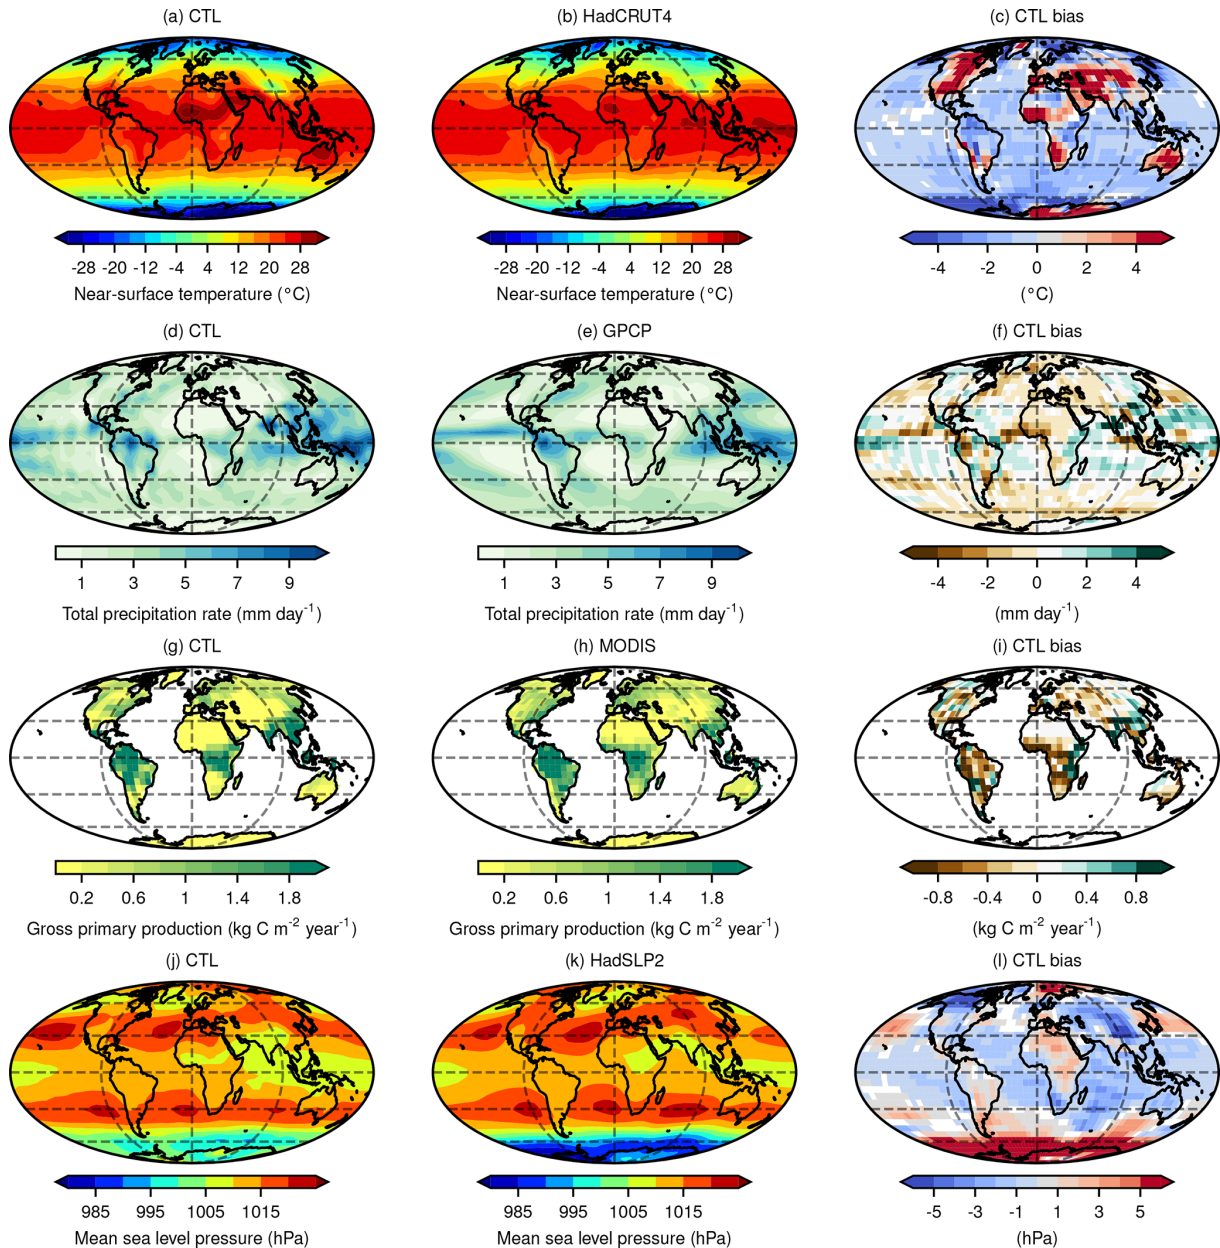 (a) CTL
(b) HadCRUT4
(c) CTL bias
-28 -20 -12 -4 4 12 20 28
-28 -20 -12 -4 4 12 20 28
-4 -2 0 2 4
Near-surface temperature (°C)
Near-surface temperature (°C)
(°C)
(d) CTL
(e) GPCP
(f) CTL bias
1 3 5 7 9
1 3 5 7 9
-4 -2 0 2 4
Total precipitation rate (mm day⁻¹)
Total precipitation rate (mm day⁻¹)
(mm day⁻¹)
(g) CTL
(h) MODIS
(i) CTL bias
0.2 0.6 1 1.4 1.8
0.2 0.6 1 1.4 1.8
-0.8 -0.4 0 0.4 0.8
Gross primary production (kg C m⁻² year⁻¹)
Gross primary production (kg C m⁻² year⁻¹)
(kg C m⁻² year⁻¹)
(j) CTL
(k) HadSLP2
(l) CTL bias
985 995 1005 1015
985 995 1005 1015
-5 -3 -1 1 3 5
Mean sea level pressure (hPa)
Mean sea level pressure (hPa)
(hPa)